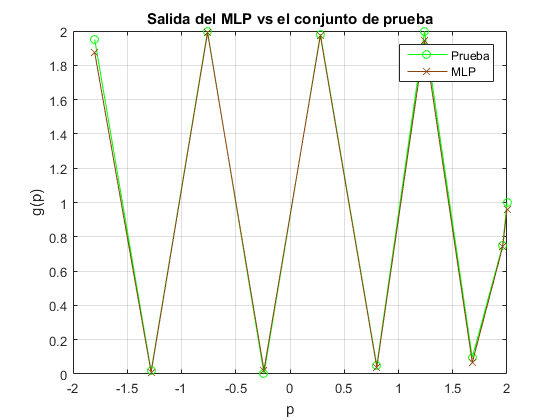 Salida del MLP vs el conjunto de prueba
2
1.8
1.6
1.4
1.2
1
0.8
0.6
0.4
0.2
0
g(p)
Prueba
MLP
-2 -1.5 -1 -0.5 0 0.5 1 1.5 2
p